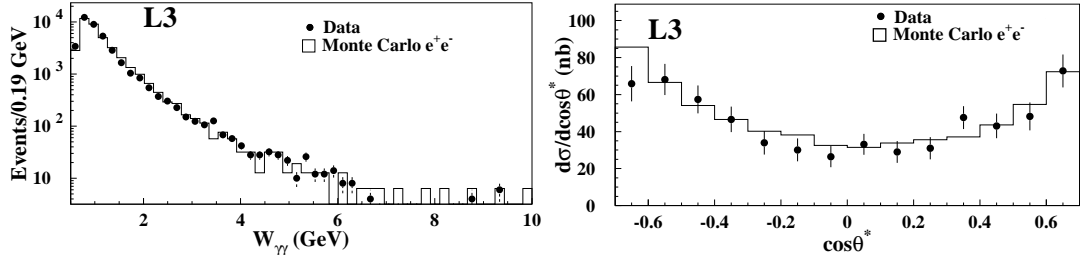 L3
Data
Monte Carlo e⁺e⁻
Events/0.19 GeV
10⁴
10³
10²
10
2 4 6 8 10
W_γγ (GeV)
L3
Data
Monte Carlo e⁺e⁻
dσ/dcosθ* (nb)
100
80
60
40
20
0
-0.6 -0.4 -0.2 0 0.2 0.4 0.6
cosθ*